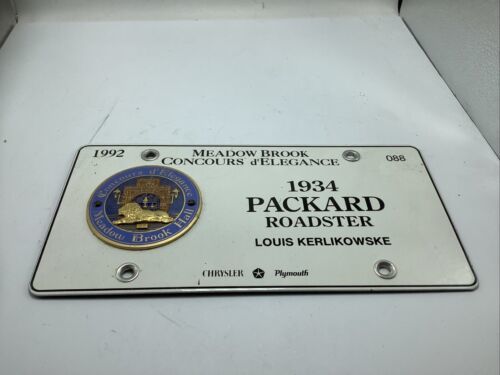 1992
MEADOW BROOK
CONCOURS d'ELEGANCE
088
1934
PACKARD
ROADSTER
LOUIS KERLIKOWSKE
Concours d'Elegance
Meadow Brook Hall
CHRYSLER Plymouth